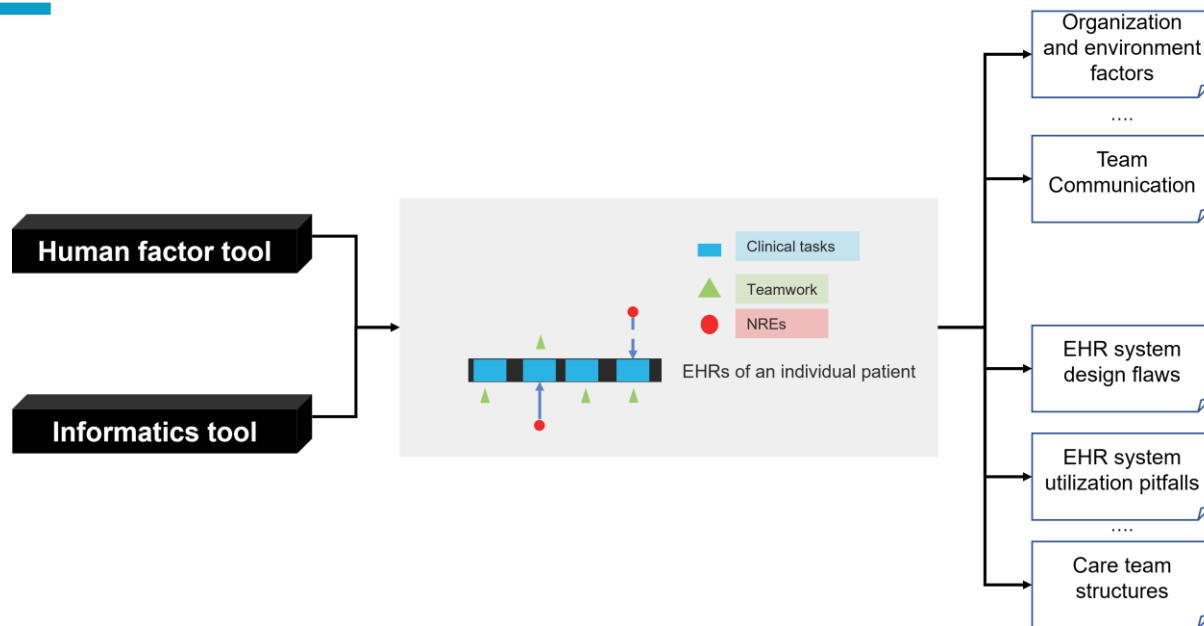 Human factor tool
Informatics tool
Clinical tasks
Teamwork
NREs
EHRs of an individual patient
Organization
and environment
factors
....
Team
Communication
EHR system
design flaws
EHR system
utilization pitfalls
....
Care team
structures